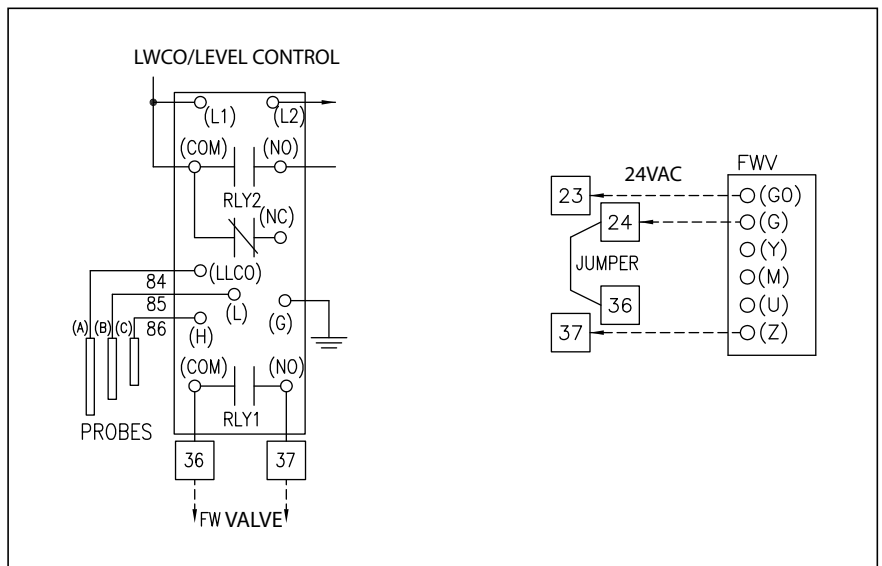 LWCO/LEVEL CONTROL
(L1) (L2)
(COM) (NO)
RLY2
(NC)
(LLCO)
84
(L)
85
(A) (B) (C) 86
(H) (G)
(COM) (NO)
RLY1
PROBES
36 37
FW VALVE
FWV
24VAC
23 (GO)
24 (G)
(Y)
JUMPER (M)
36 (U)
37 (Z)